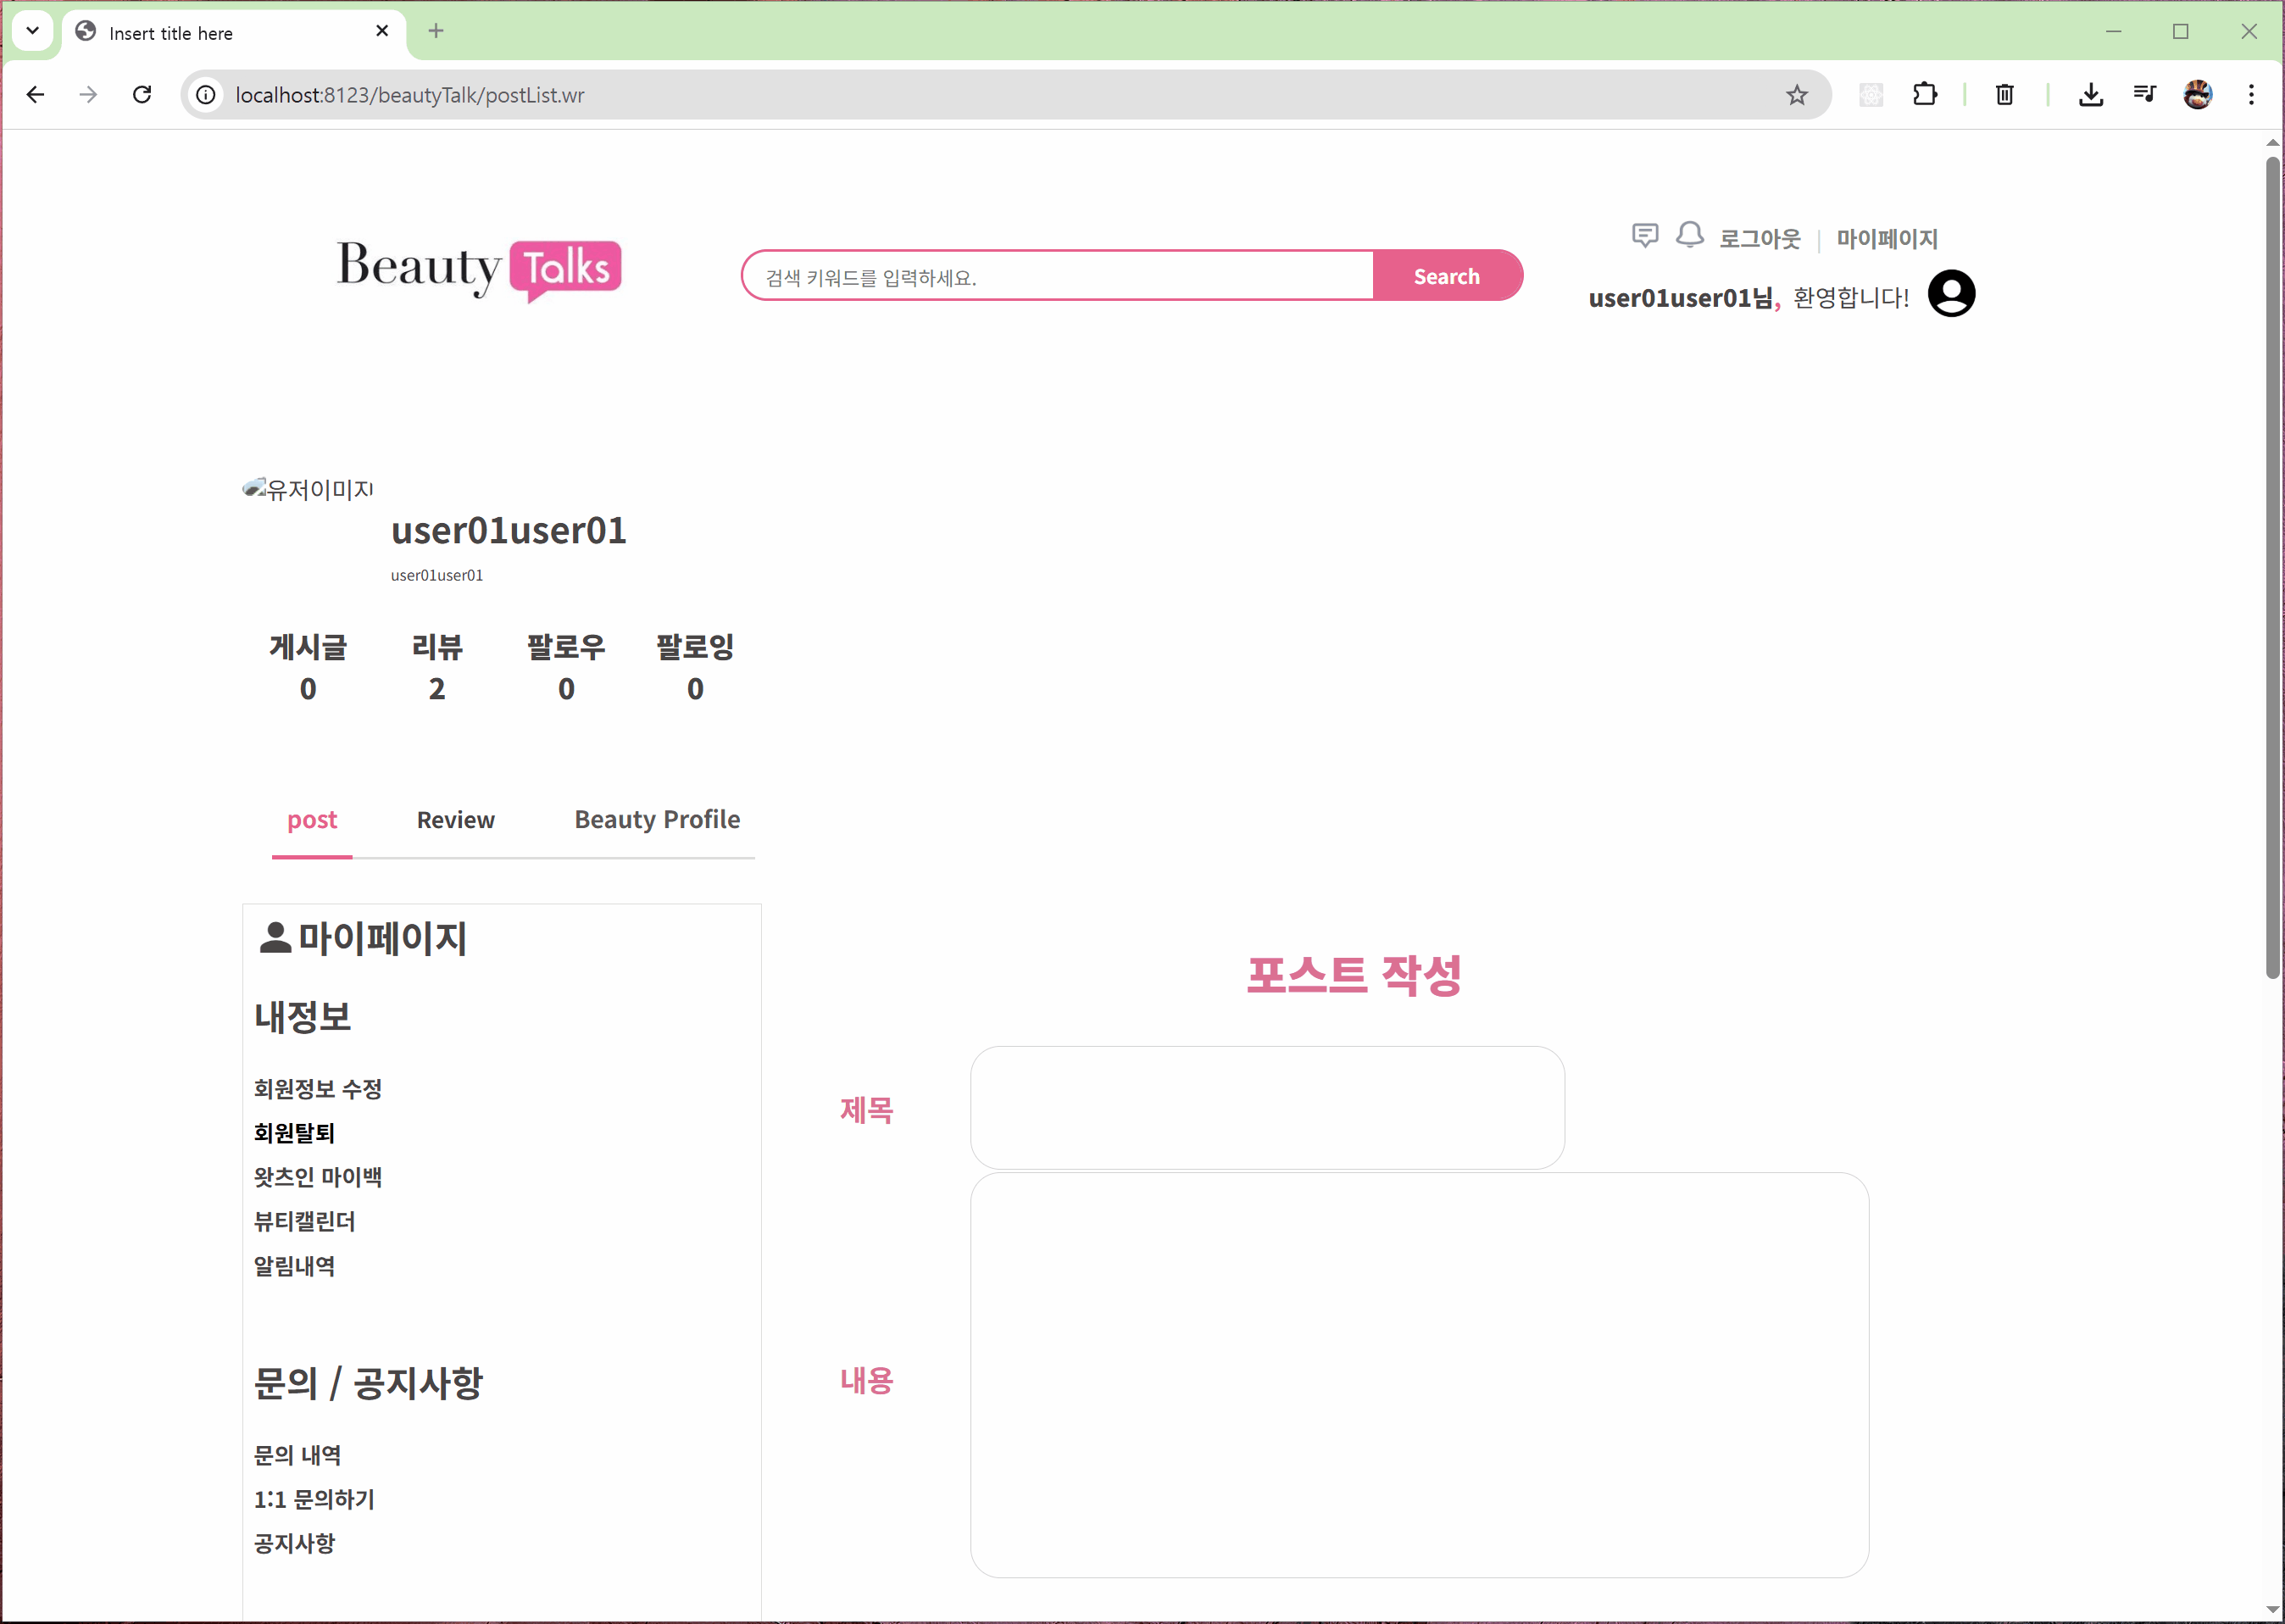 Insert title here
localhost:8123/beautyTalk/postList.wr
Beauty Talks
검색 키워드를 입력하세요.
Search
로그아웃 | 마이페이지
user01user01님, 환영합니다!
유저이미지
user01user01
user01user01
게시글 리뷰 팔로우 팔로잉
0 2 0 0
post Review Beauty Profile
마이페이지
내정보
회원정보 수정
회원탈퇴
왓츠인 마이백
뷰티캘린더
알림내역
문의 / 공지사항
문의 내역
1:1 문의하기
공지사항
포스트 작성
제목
내용